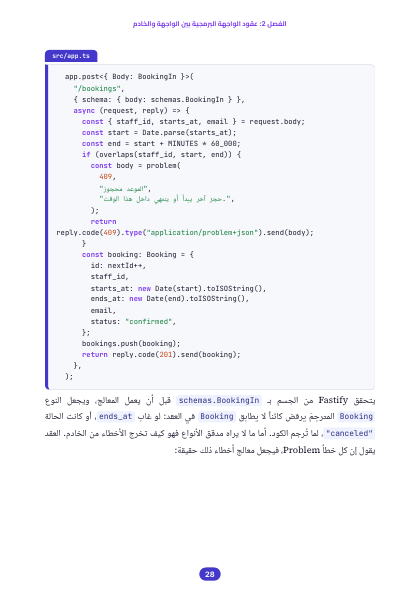 الفصل 2: عقود الواجهة البرمجية بين الواجهة والخادم
src/app.ts
app.post<{ Body: BookingIn }>(
"/bookings",
{ schema: { body: schemas.BookingIn } },
async (request, reply) => {
const { staff_id, starts_at, email } = request.body;
const start = Date.parse(starts_at);
const end = start + MINUTES * 60_000;
if (overlaps(staff_id, start, end)) {
const body = problem(
409,
"الموعد محجوز",
"حجز آخر يبدأ أو ينتهي داخل هذا الوقت.",
);
return
reply.code(409).type("application/problem+json").send(body);
}
const booking: Booking = {
id: nextId++,
staff_id,
starts_at: new Date(start).toISOString(),
ends_at: new Date(end).toISOString(),
email,
status: "confirmed",
};
bookings.push(booking);
return reply.code(201).send(booking);
},
);
يتحقق Fastify من الجسم بـ schemas.BookingIn قبل أن يعمل المعالج، ويجعل النوع
Booking المترجمَ يرفض كائناً لا يطابق Booking في العقد: لو غاب ends_at، أو كانت الحالة
"canceled"، لما تُرجم الكود. أما ما لا يراه مدقق الأنواع فهو كيف تخرج الأخطاء من الخادم. العقد
يقول إن كل خطأ Problem، فيجعل معالج أخطاء ذلك حقيقة:
28